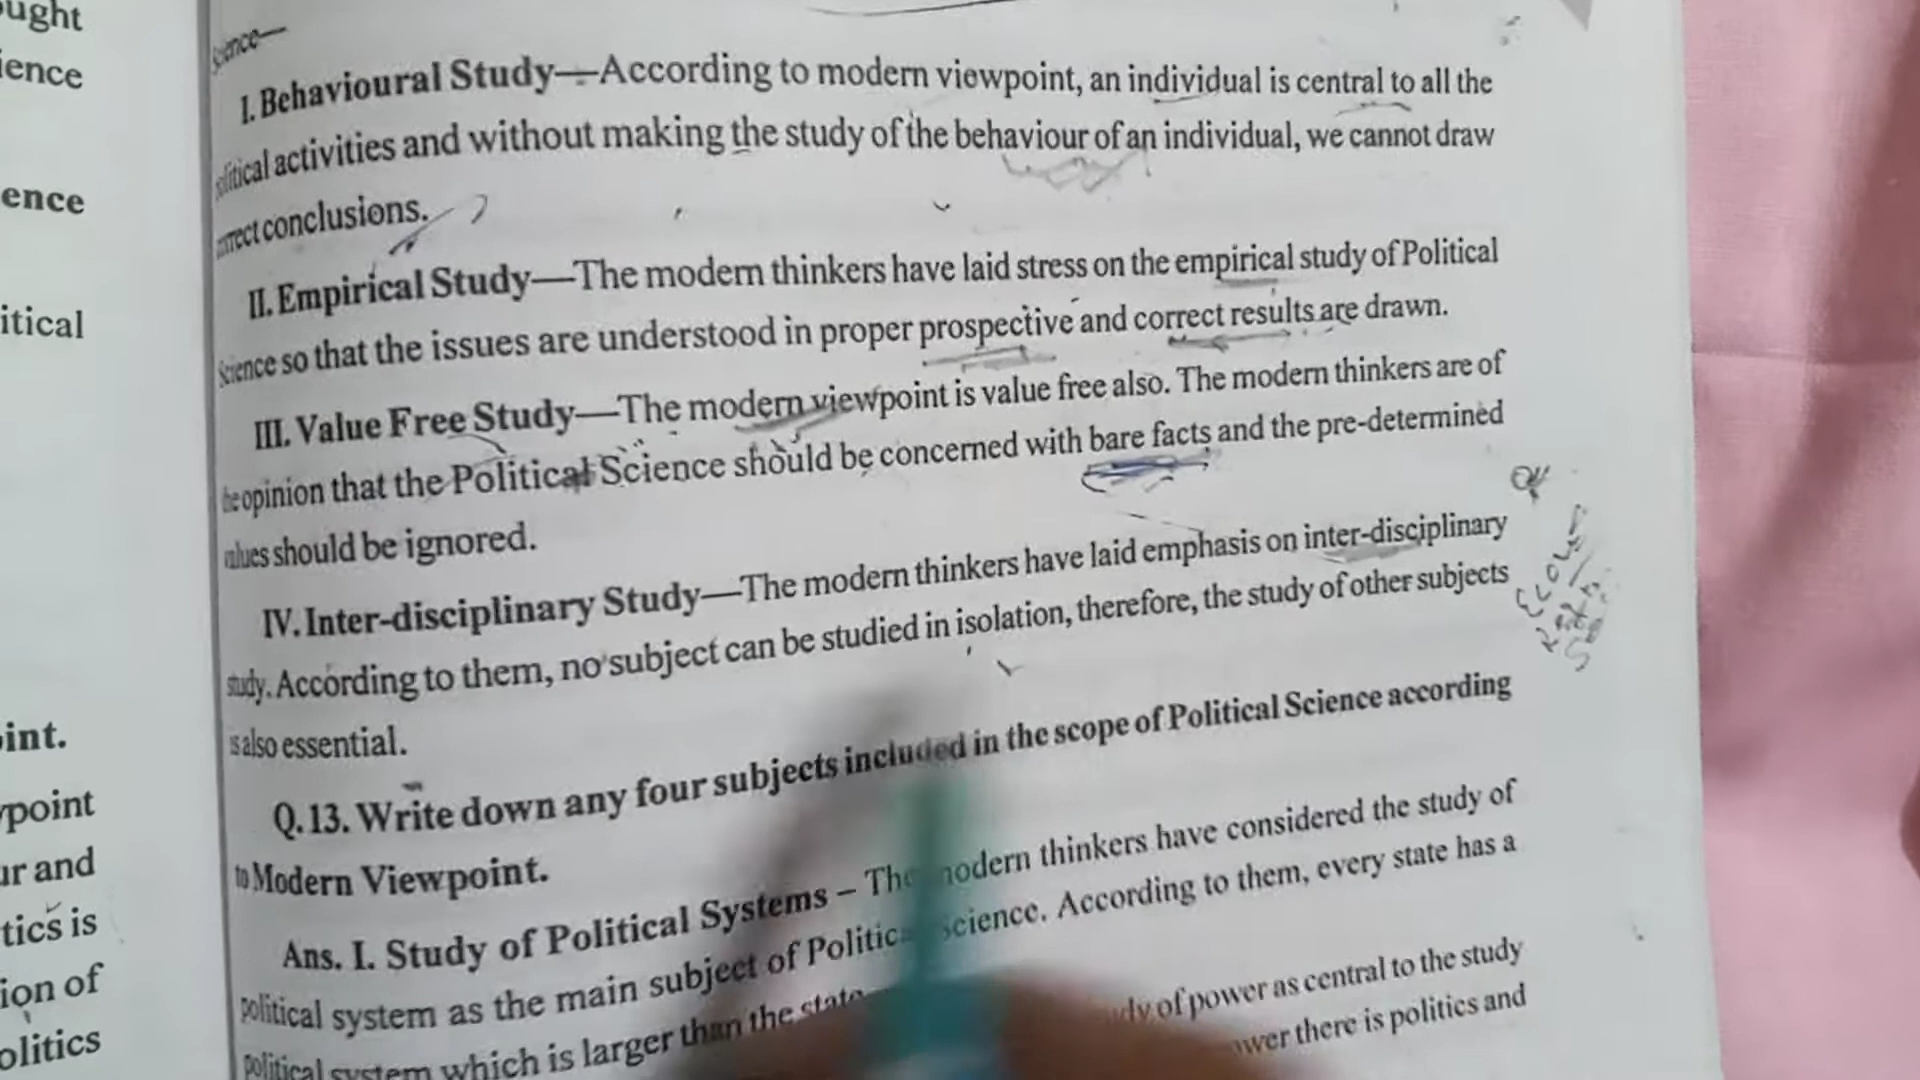 ought
ience
ence
itical
int.
point
ur and
tics is
ion of
olitics
Science—
I. Behavioural Study—According to modern viewpoint, an individual is central to all the
political activities and without making the study of the behaviour of an individual, we cannot draw
correct conclusions.
II. Empirical Study—The modern thinkers have laid stress on the empirical study of Political
Science so that the issues are understood in proper prospective and correct results are drawn.
III. Value Free Study—The modern viewpoint is value free also. The modern thinkers are of
the opinion that the Political Science should be concerned with bare facts and the pre-determined
values should be ignored.
IV. Inter-disciplinary Study—The modern thinkers have laid emphasis on inter-disciplinary
study. According to them, no subject can be studied in isolation, therefore, the study of other subjects
is also essential.
Q. 13. Write down any four subjects included in the scope of Political Science according
to Modern Viewpoint.
Ans. I. Study of Political Systems – The modern thinkers have considered the study of
political system as the main subject of Political Science. According to them, every state has a
political system which is larger than the state
of power as central to the study
there is politics and